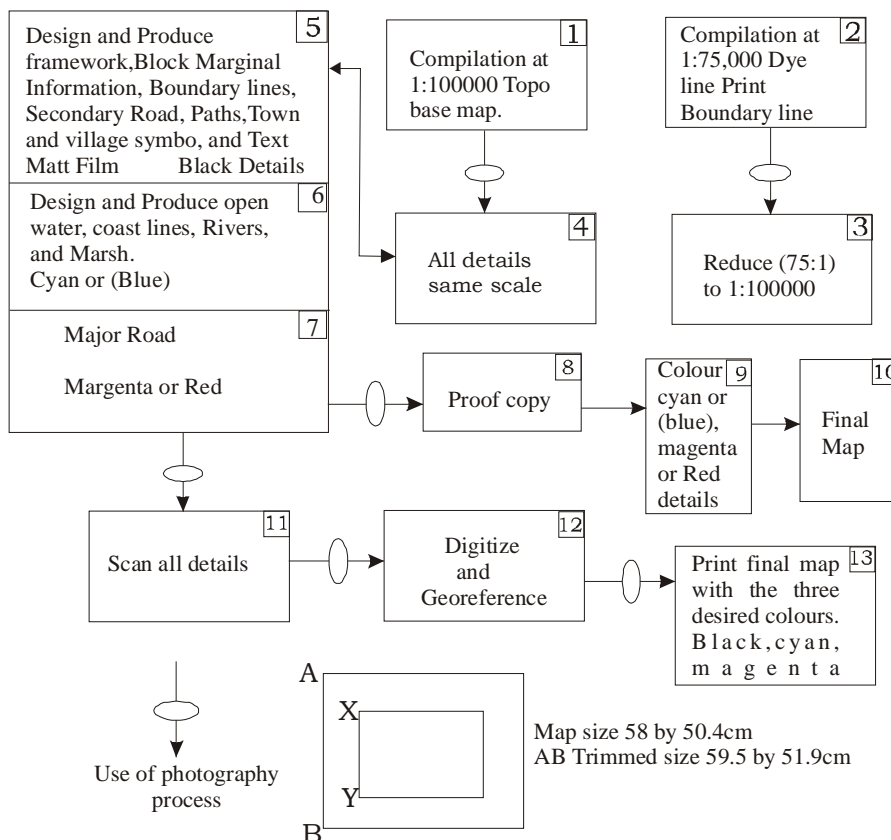 5
Design and Produce
framework,Block Marginal
Information, Boundary lines,
Secondary Road, Paths,Town
and village symbo, and Text
Matt Film Black Details
6
Design and Produce open
water, coast lines, Rivers,
and Marsh.
Cyan or (Blue)
7
Major Road
Margenta or Red
1
Compilation at
1:100000 Topo
base map.
2
Compilation at
1:75,000 Dye
line Print
Boundary line
4
All details
same scale
3
Reduce (75:1)
to 1:100000
8
Proof copy
9
Colour
cyan or
(blue),
magenta
or Red
details
10
Final
Map
11
Scan all details
12
Digitize
and
Georeference
13
Print final map
with the three
desired colours.
Black,cyan,
magenta
Use of photography
process
A
X
Y
B
Map size 58 by 50.4cm
AB Trimmed size 59.5 by 51.9cm